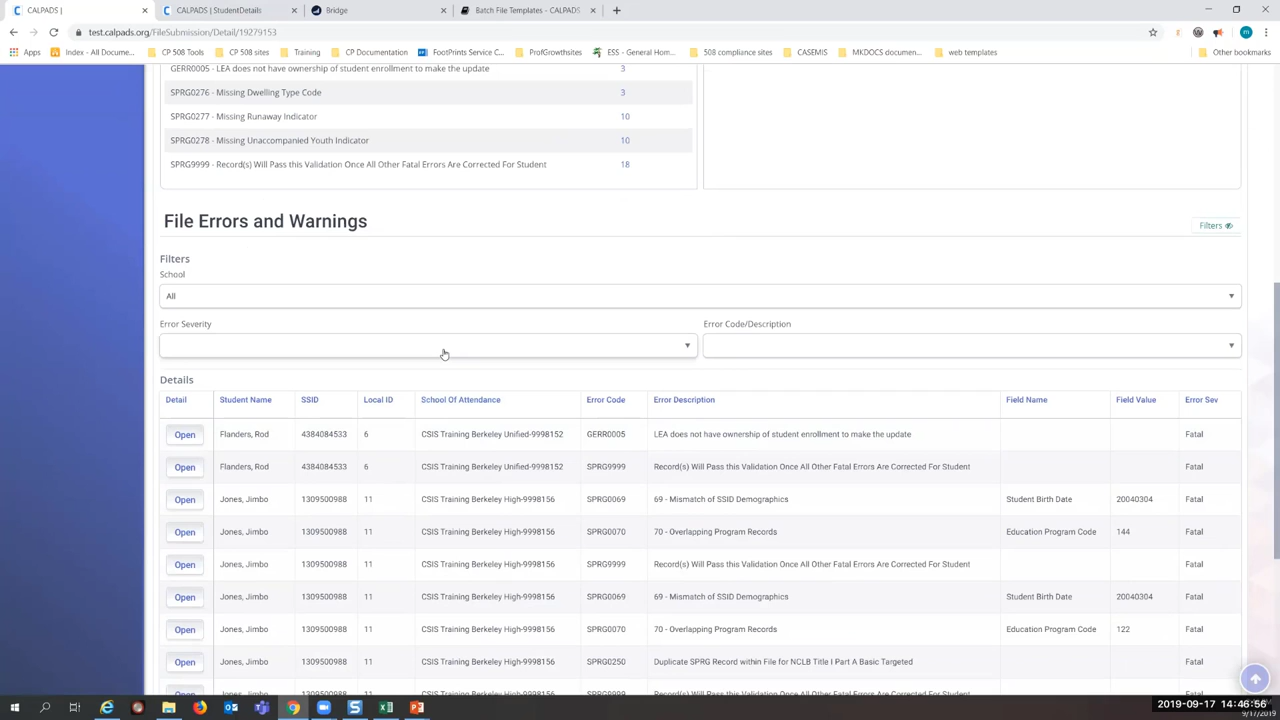 CALPADS |
CALPADS | StudentDetails
Bridge
Batch File Templates - CALPADS
test.calpads.org/FileSubmission/Detail/19279153
Apps
Index - All Docume...
CP 508 Tools
CP 508 sites
Training
CP Documentation
FootPrints Service C...
ProfGrowthsites
ESS - General Hom...
508 compliance sites
CASEMIS
MKDOCS documen...
web templates
Other bookmarks
GERR0005 - LEA does not have ownership of student enrollment to make the update 3
SPRG0276 - Missing Dwelling Type Code 3
SPRG0277 - Missing Runaway Indicator 10
SPRG0278 - Missing Unaccompanied Youth Indicator 10
SPRG9999 - Record(s) Will Pass this Validation Once All Other Fatal Errors Are Corrected For Student 18
File Errors and Warnings
Filters
Filters
School
All
Error Severity
Error Code/Description
Details
Detail Student Name SSID Local ID School Of Attendance Error Code Error Description Field Name Field Value Error Sev
Open Flanders, Rod 4384084533 6 CSIS Training Berkeley Unified-9998152 GERR0005 LEA does not have ownership of student enrollment to make the update Fatal
Open Flanders, Rod 4384084533 6 CSIS Training Berkeley Unified-9998152 SPRG9999 Record(s) Will Pass this Validation Once All Other Fatal Errors Are Corrected For Student Fatal
Open Jones, Jimbo 1309500988 11 CSIS Training Berkeley High-9998156 SPRG0069 69 - Mismatch of SSID Demographics Student Birth Date 20040304 Fatal
Open Jones, Jimbo 1309500988 11 CSIS Training Berkeley High-9998156 SPRG0070 70 - Overlapping Program Records Education Program Code 144 Fatal
Open Jones, Jimbo 1309500988 11 CSIS Training Berkeley High-9998156 SPRG9999 Record(s) Will Pass this Validation Once All Other Fatal Errors Are Corrected For Student Fatal
Open Jones, Jimbo 1309500988 11 CSIS Training Berkeley High-9998156 SPRG0069 69 - Mismatch of SSID Demographics Student Birth Date 20040304 Fatal
Open Jones, Jimbo 1309500988 11 CSIS Training Berkeley High-9998156 SPRG0070 70 - Overlapping Program Records Education Program Code 122 Fatal
Open Jones, Jimbo 1309500988 11 CSIS Training Berkeley High-9998156 SPRG0250 Duplicate SPRG Record within File for NCLB Title I Part A Basic Targeted Fatal
2019-09-17 14:46:56
9/17/2019